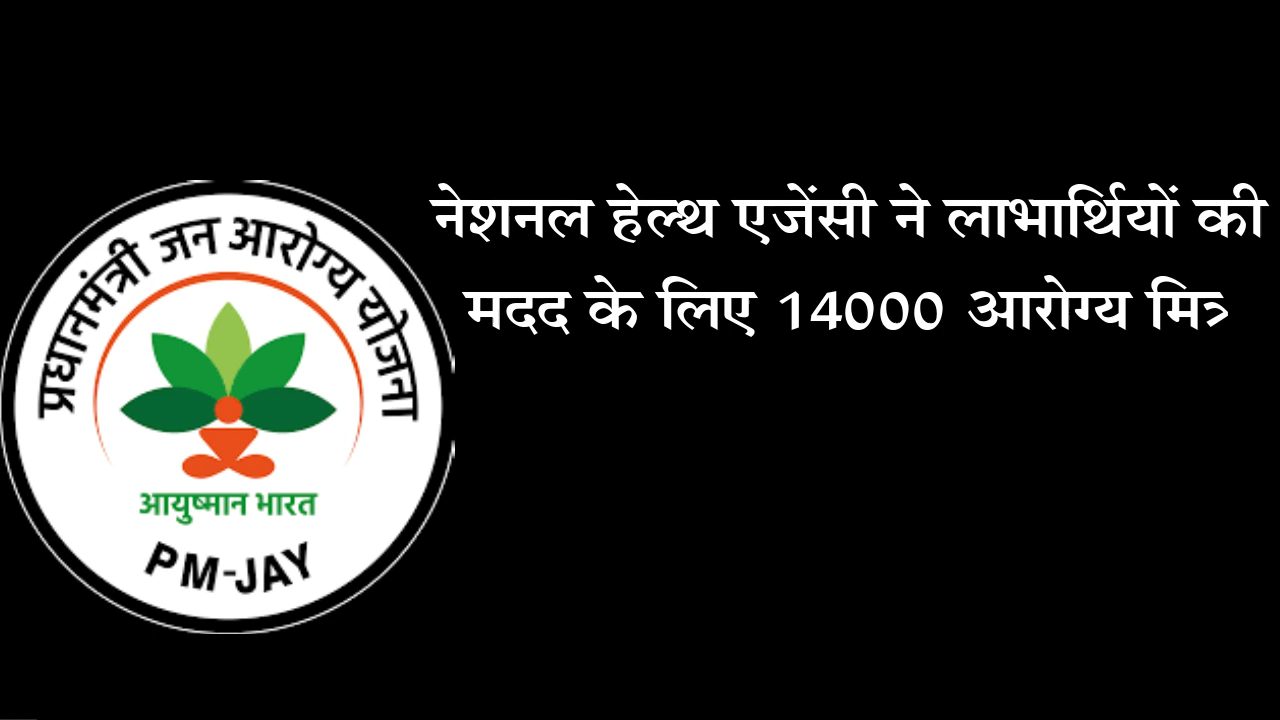 प्रधानमंत्री जन आरोग्य योजना
आयुष्मान भारत
PM-JAY
नेशनल हेल्थ एजेंसी ने लाभार्थियों की
मदद के लिए 14000 आरोग्य मित्र